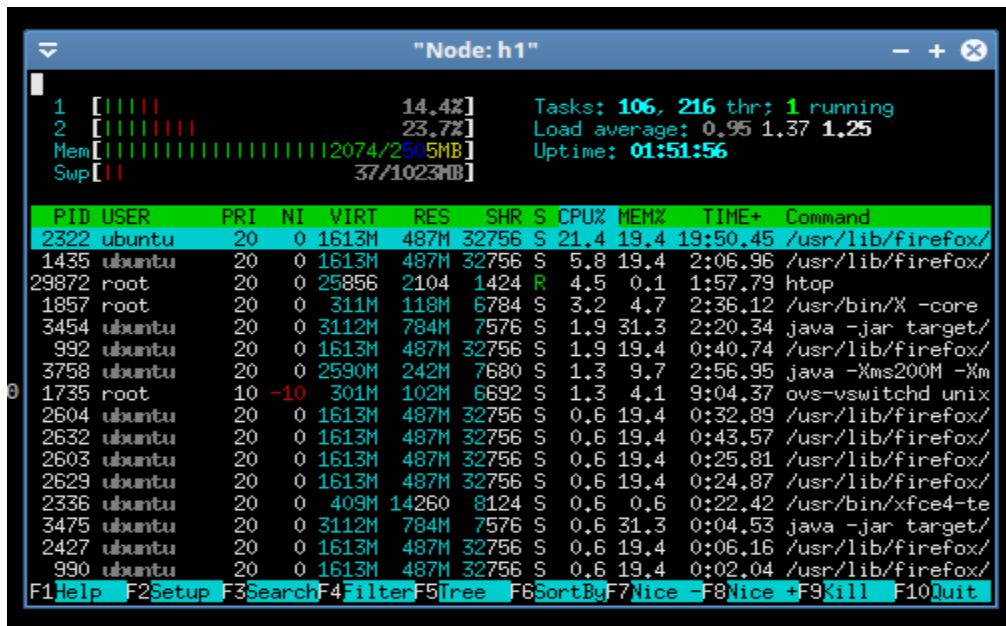 "Node: h1"
1 [||||| 14.4%] Tasks: 106, 216 thr; 1 running
2 [||||||||| 23.7%] Load average: 0.95 1.37 1.25
Mem[||||||||||||||||||||2074/2505MB] Uptime: 01:51:56
Swp[|| 37/1023MB]
PID USER PRI NI VIRT RES SHR S CPU% MEM% TIME+ Command
2322 ubuntu 20 0 1613M 487M 32756 S 21.4 19.4 19:50.45 /usr/lib/firefox/
1435 ubuntu 20 0 1613M 487M 32756 S 5.8 19.4 2:06.96 /usr/lib/firefox/
29872 root 20 0 25856 2104 1424 R 4.5 0.1 1:57.79 htop
1857 root 20 0 311M 118M 6784 S 3.2 4.7 2:36.12 /usr/bin/X -core
3454 ubuntu 20 0 3112M 784M 7576 S 1.9 31.3 2:20.34 java -jar target/
992 ubuntu 20 0 1613M 487M 32756 S 1.9 19.4 0:40.74 /usr/lib/firefox/
3758 ubuntu 20 0 2590M 242M 7680 S 1.3 9.7 2:56.95 java -Xms200M -Xm
0 1735 root 10 -10 301M 102M 6692 S 1.3 4.1 9:04.37 ovs-vswitchd unix
2604 ubuntu 20 0 1613M 487M 32756 S 0.6 19.4 0:32.89 /usr/lib/firefox/
2632 ubuntu 20 0 1613M 487M 32756 S 0.6 19.4 0:43.57 /usr/lib/firefox/
2603 ubuntu 20 0 1613M 487M 32756 S 0.6 19.4 0:25.81 /usr/lib/firefox/
2629 ubuntu 20 0 1613M 487M 32756 S 0.6 19.4 0:24.87 /usr/lib/firefox/
2336 ubuntu 20 0 409M 14260 8124 S 0.6 0.6 0:22.42 /usr/bin/xfce4-te
3475 ubuntu 20 0 3112M 784M 7576 S 0.6 31.3 0:04.53 java -jar target/
2427 ubuntu 20 0 1613M 487M 32756 S 0.6 19.4 0:06.16 /usr/lib/firefox/
990 ubuntu 20 0 1613M 487M 32756 S 0.6 19.4 0:02.04 /usr/lib/firefox/
F1Help F2Setup F3SearchF4FilterF5Tree F6SortByF7Nice -F8Nice +F9Kill F10Quit